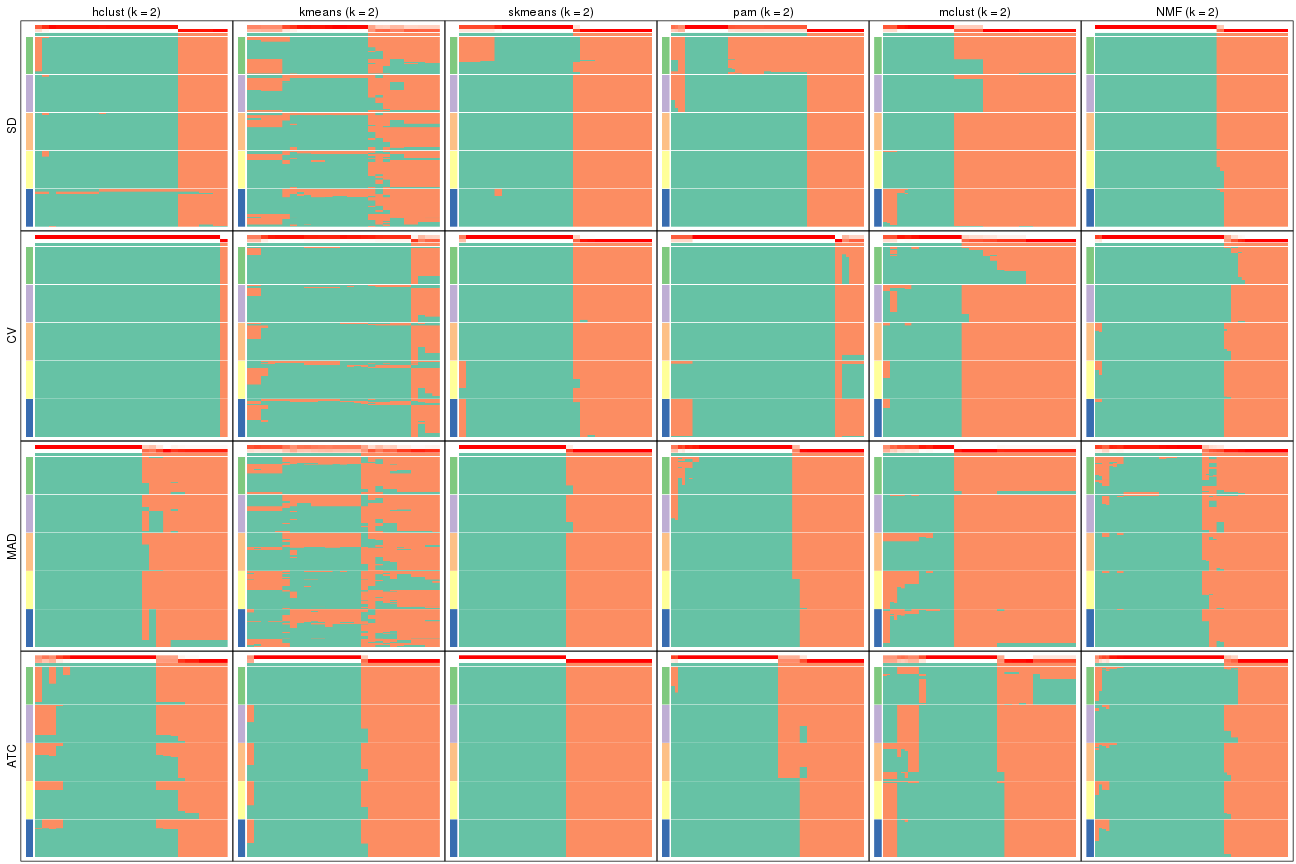 hclust (k = 2) kmeans (k = 2) skmeans (k = 2) pam (k = 2) mclust (k = 2) NMF (k = 2)
SD
CV
MAD
ATC